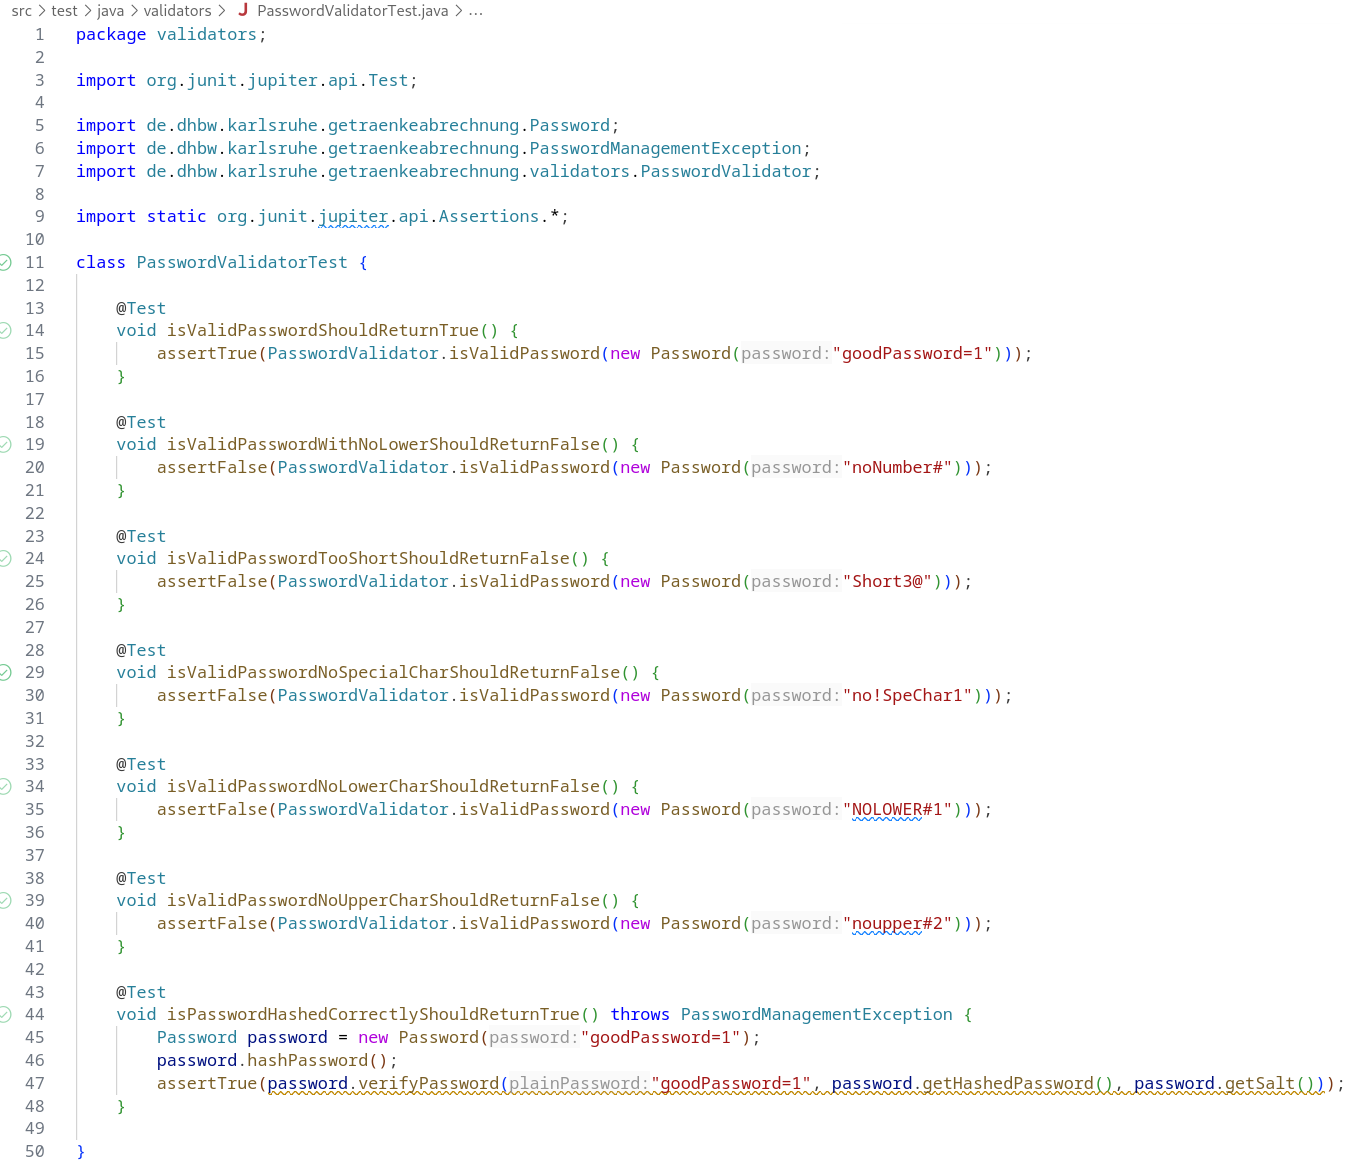 src > test > java > validators > J PasswordValidatorTest.java > ...
1 package validators;
2
3 import org.junit.jupiter.api.Test;
4
5 import de.dhbw.karlsruhe.getraenkeabrechnung.Password;
6 import de.dhbw.karlsruhe.getraenkeabrechnung.PasswordManagementException;
7 import de.dhbw.karlsruhe.getraenkeabrechnung.validators.PasswordValidator;
8
9 import static org.junit.jupiter.api.Assertions.*;
10
11 class PasswordValidatorTest {
12
13     @Test
14     void isValidPasswordShouldReturnTrue() {
15         assertTrue(PasswordValidator.isValidPassword(new Password(password:"goodPassword=1")));
16     }
17
18     @Test
19     void isValidPasswordWithNoLowerShouldReturnFalse() {
20         assertFalse(PasswordValidator.isValidPassword(new Password(password:"noNumber#")));
21     }
22
23     @Test
24     void isValidPasswordTooShortShouldReturnFalse() {
25         assertFalse(PasswordValidator.isValidPassword(new Password(password:"Short3@")));
26     }
27
28     @Test
29     void isValidPasswordNoSpecialCharShouldReturnFalse() {
30         assertFalse(PasswordValidator.isValidPassword(new Password(password:"no!SpeChar1")));
31     }
32
33     @Test
34     void isValidPasswordNoLowerCharShouldReturnFalse() {
35         assertFalse(PasswordValidator.isValidPassword(new Password(password:"NOLOWER#1")));
36     }
37
38     @Test
39     void isValidPasswordNoUpperCharShouldReturnFalse() {
40         assertFalse(PasswordValidator.isValidPassword(new Password(password:"noupper#2")));
41     }
42
43     @Test
44     void isPasswordHashedCorrectlyShouldReturnTrue() throws PasswordManagementException {
45         Password password = new Password(password:"goodPassword=1");
46         password.hashPassword();
47         assertTrue(password.verifyPassword(plainPassword:"goodPassword=1", password.getHashedPassword(), password.getSalt()));
48     }
49
50 }